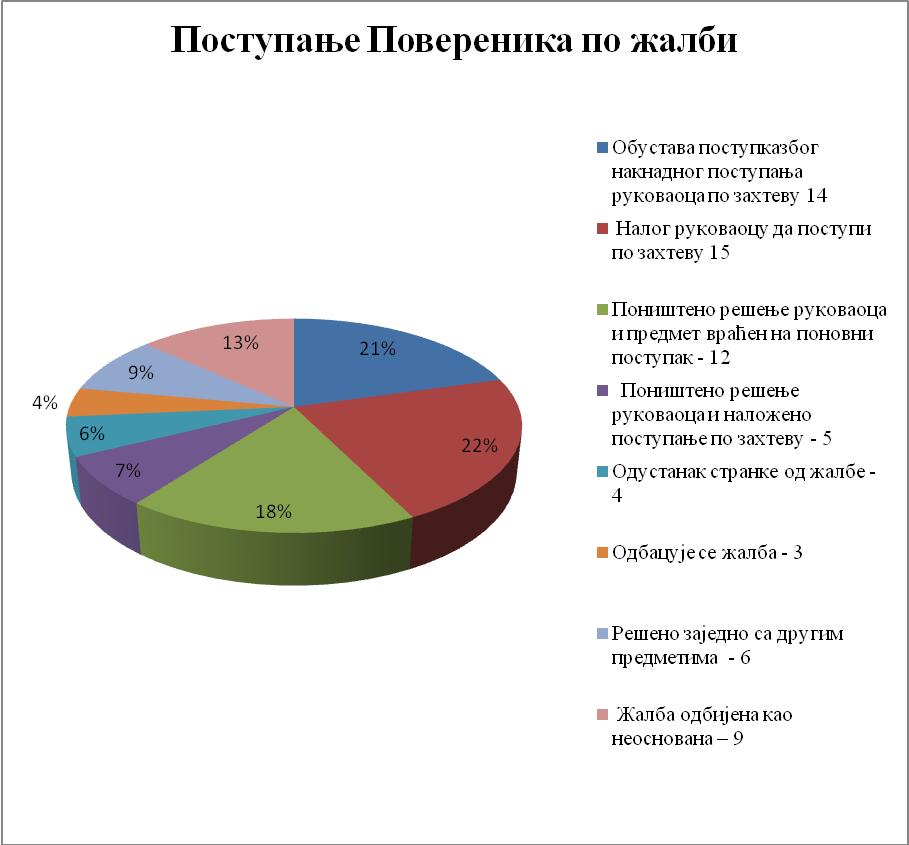 Поступање Повереника по жалби
21%
22%
18%
7%
6%
4%
9%
13%
Обустава поступказбог
накнадног поступања
руковаоца по захтеву 14
Налог руковаоцу да поступи
по захтеву 15
Поништено решење руковаоца
и предмет враћен на поновни
поступак - 12
Поништено решење
руковаоца и наложено
поступање по захтеву - 5
Одустанак странке од жалбе -
4
Одбацује се жалба - 3
Решено заједно са другим
предметима - 6
Жалба одбијена као
неоснована – 9